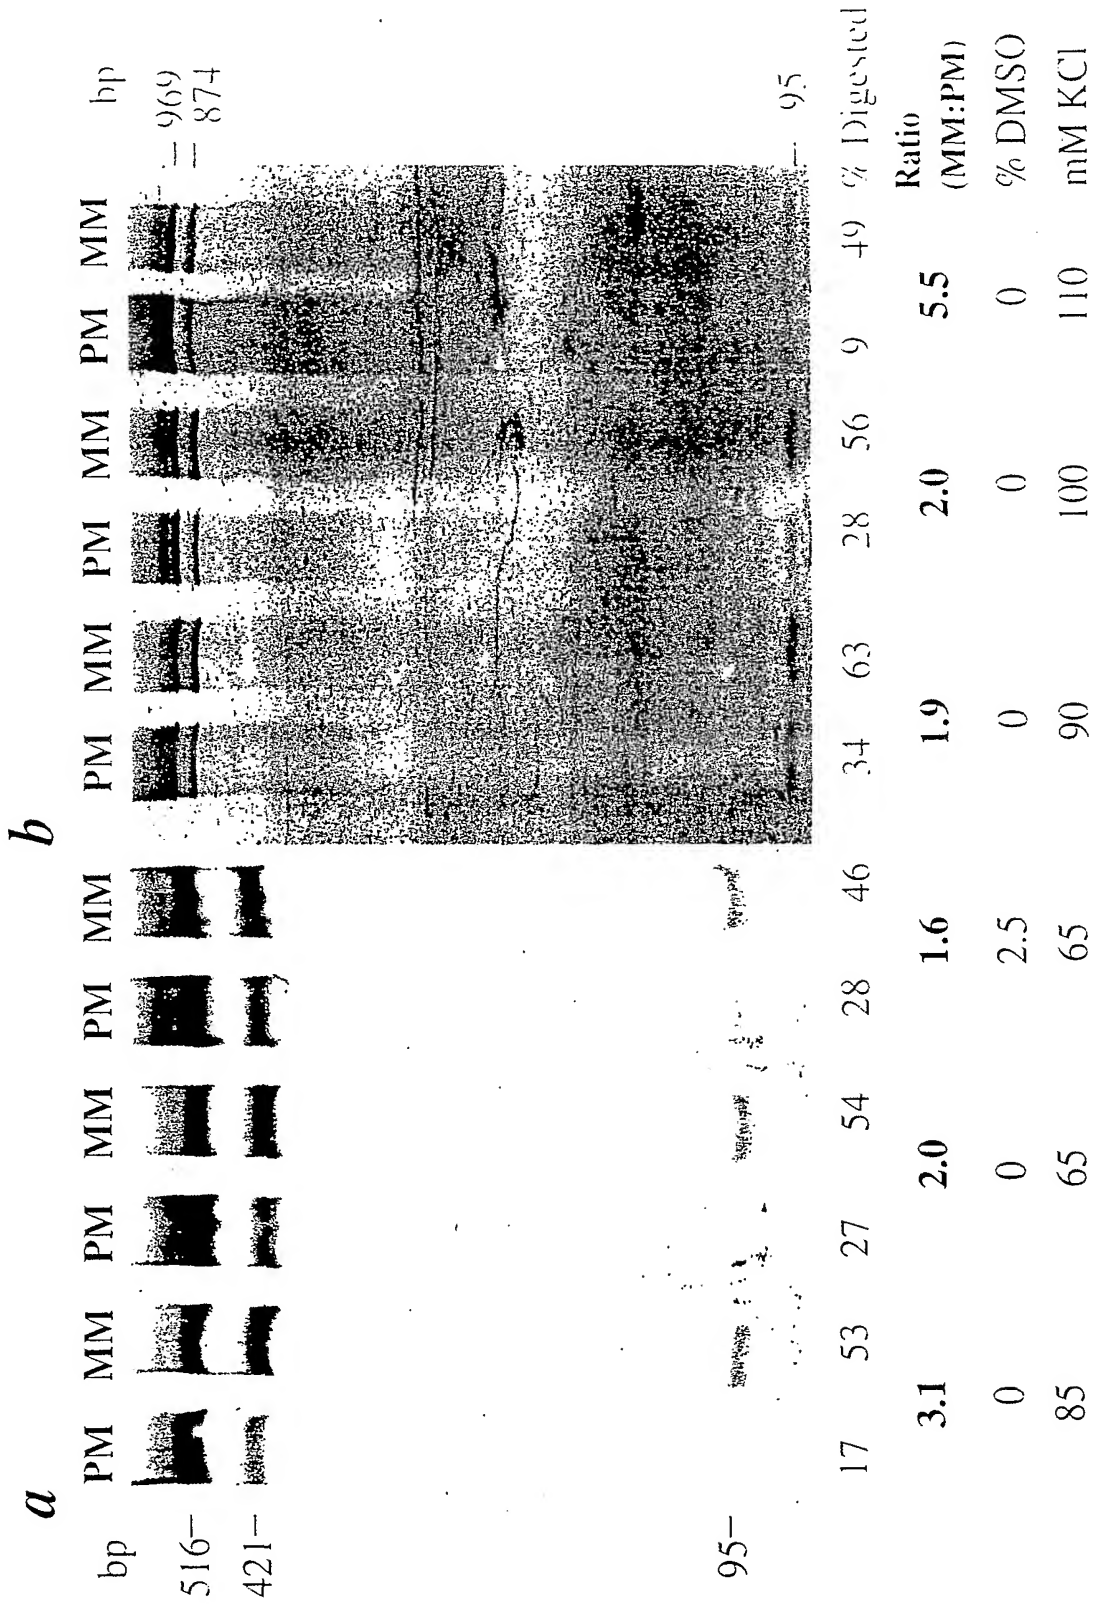 a
b
bp PM MM PM MM PM MM PM MM PM MM PM MM bp
516–
421–
95–
= 969
= 874
– 95
17 53 27 54 28 46 34 63 28 56 9 49 % Digested
3.1 2.0 1.6 1.9 2.0 5.5 Ratio (MM:PM)
0 0 2.5 0 0 0 % DMSO
85 65 65 90 100 110 mM KCl